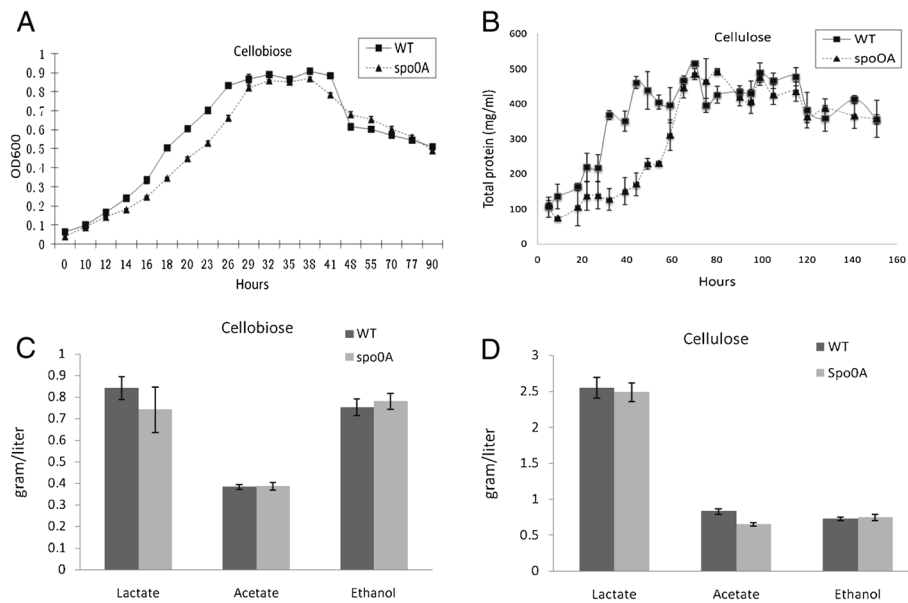 A
Cellobiose
WT
spo0A
OD600
1
0.9
0.8
0.7
0.6
0.5
0.4
0.3
0.2
0.1
0
0 10 12 14 16 18 20 23 26 29 32 35 38 41 48 55 70 77 90
Hours
B
Cellulose
WT
spoOA
Total protein (mg/ml)
600
500
400
300
200
100
0
0 20 40 60 80 100 120 140 160
Hours
C
Cellobiose
WT
spo0A
gram/liter
1
0.9
0.8
0.7
0.6
0.5
0.4
0.3
0.2
0.1
0
Lactate Acetate Ethanol
D
Cellulose
WT
Spo0A
gram/liter
3
2.5
2
1.5
1
0.5
0
Lactate Acetate Ethanol